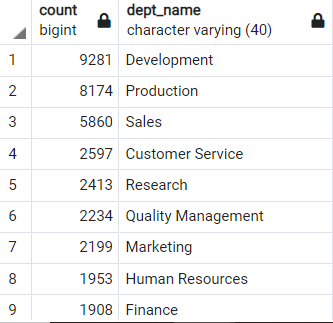 count dept_name
bigint character varying (40)
1 9281 Development
2 8174 Production
3 5860 Sales
4 2597 Customer Service
5 2413 Research
6 2234 Quality Management
7 2199 Marketing
8 1953 Human Resources
9 1908 Finance